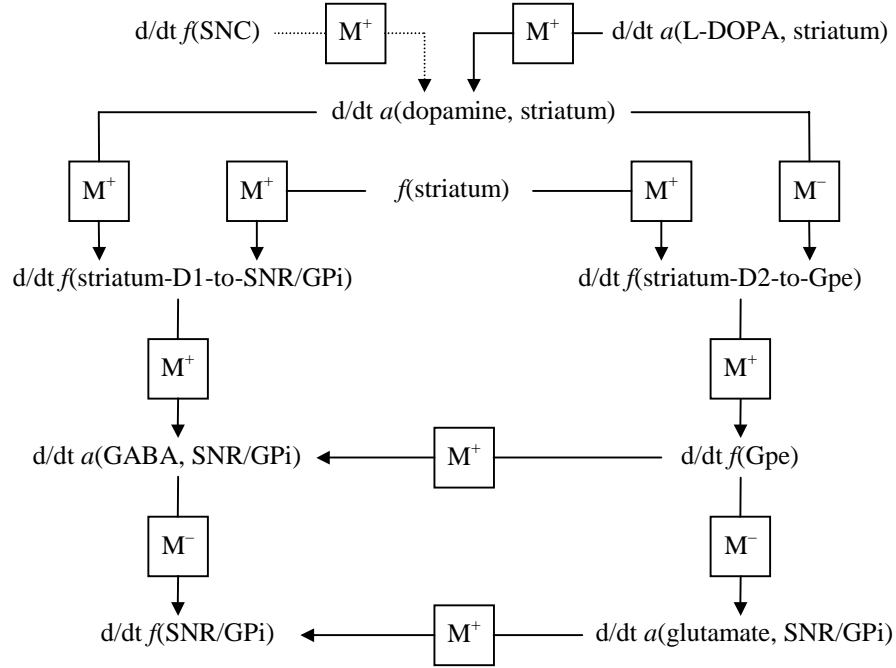 d/dt f(SNC) M⁺ M⁺ d/dt a(L-DOPA, striatum)
d/dt a(dopamine, striatum)
M⁺ M⁺ f(striatum) M⁺ M⁻
d/dt f(striatum-D1-to-SNR/GPi) d/dt f(striatum-D2-to-Gpe)
M⁺ M⁺
d/dt a(GABA, SNR/GPi) M⁺ d/dt f(Gpe)
M⁻ M⁻
d/dt f(SNR/GPi) M⁺ d/dt a(glutamate, SNR/GPi)